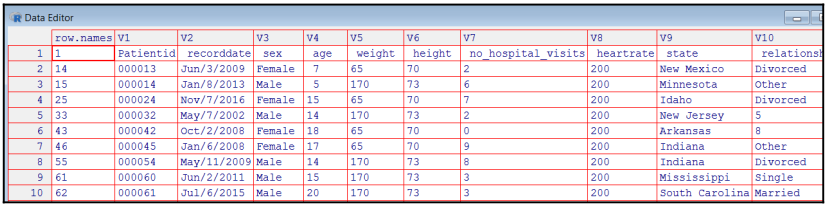 Data Editor
row.names V1 V2 V3 V4 V5 V6 V7 V8 V9 V10
1 1 Patientid recorddate sex age weight height no_hospital_visits heartrate state relationsh
2 14 000013 Jun/3/2009 Female 7 65 70 2 200 New Mexico Divorced
3 15 000014 Jan/8/2013 Male 5 170 73 6 200 Minnesota Other
4 25 000024 Nov/7/2016 Female 15 65 70 7 200 Idaho Divorced
5 33 000032 May/7/2002 Male 14 170 73 2 200 New Jersey 5
6 43 000042 Oct/2/2008 Female 18 65 70 0 200 Arkansas 8
7 46 000045 Jan/6/2008 Female 17 65 70 9 200 Indiana Other
8 55 000054 May/11/2009 Male 14 170 73 8 200 Indiana Divorced
9 61 000060 Jun/2/2011 Male 15 170 73 3 200 Mississippi Single
10 62 000061 Jul/6/2015 Male 20 170 73 3 200 South Carolina Married